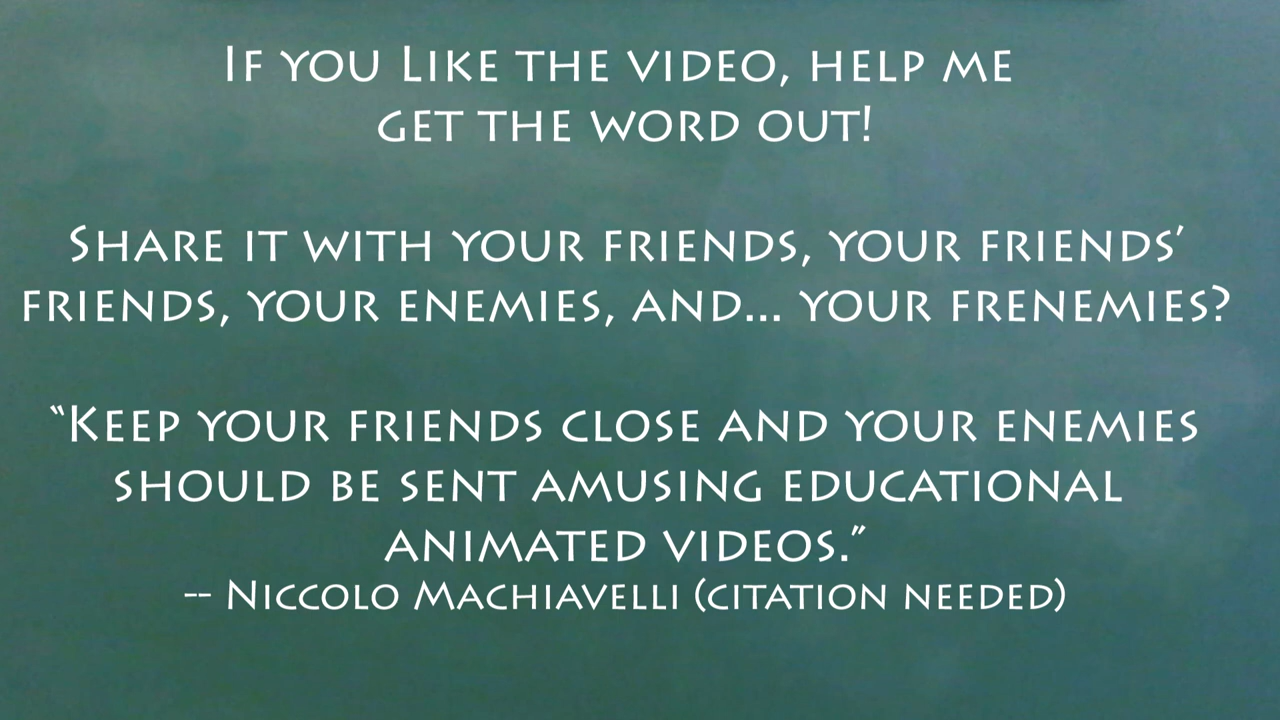 If you Like the video, help me
get the word out!
Share it with your friends, your friends’
friends, your enemies, and... your frenemies?
“Keep your friends close and your enemies
should be sent amusing educational
animated videos.”
-- Niccolo Machiavelli (citation needed)